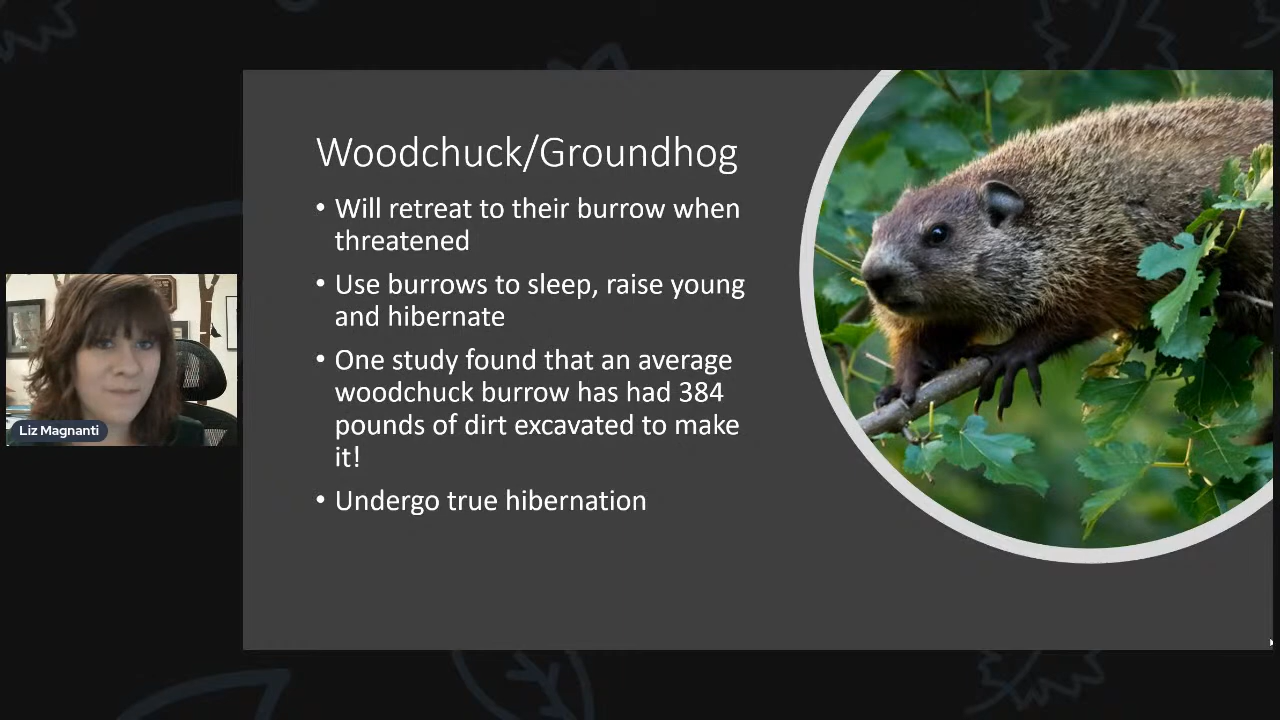 Woodchuck/Groundhog
• Will retreat to their burrow when
threatened
• Use burrows to sleep, raise young
and hibernate
• One study found that an average
woodchuck burrow has had 384
pounds of dirt excavated to make
it!
• Undergo true hibernation
Liz Magnanti